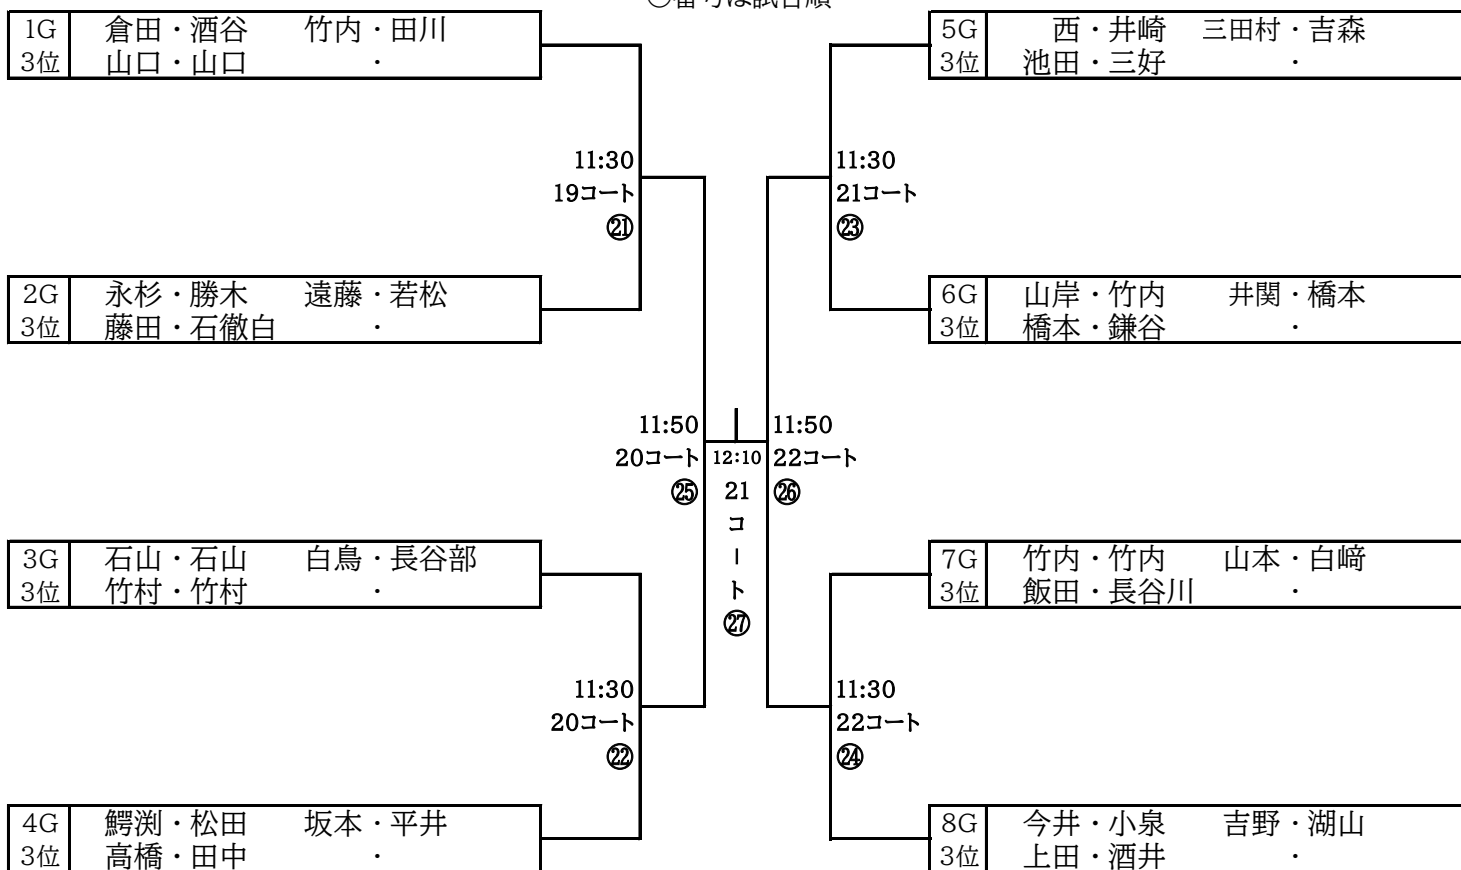 ○番号は試合順
1G 倉田・酒谷 竹内・田川
3位 山口・山口 ・
5G 西・井崎 三田村・吉森
3位 池田・三好 ・
11:30
19コート
㉑
11:30
21コート
㉓
2G 永杉・勝木 遠藤・若松
3位 藤田・石徹白 ・
6G 山岸・竹内 井関・橋本
3位 橋本・鎌谷 ・
11:50
20コート
㉕
12:10
21
コ
ー
ト
㉗
11:50
22コート
㉖
3G 石山・石山 白鳥・長谷部
3位 竹村・竹村 ・
7G 竹内・竹内 山本・白﨑
3位 飯田・長谷川 ・
11:30
20コート
㉒
11:30
22コート
㉔
4G 鰐渕・松田 坂本・平井
3位 高橋・田中 ・
8G 今井・小泉 吉野・湖山
3位 上田・酒井 ・